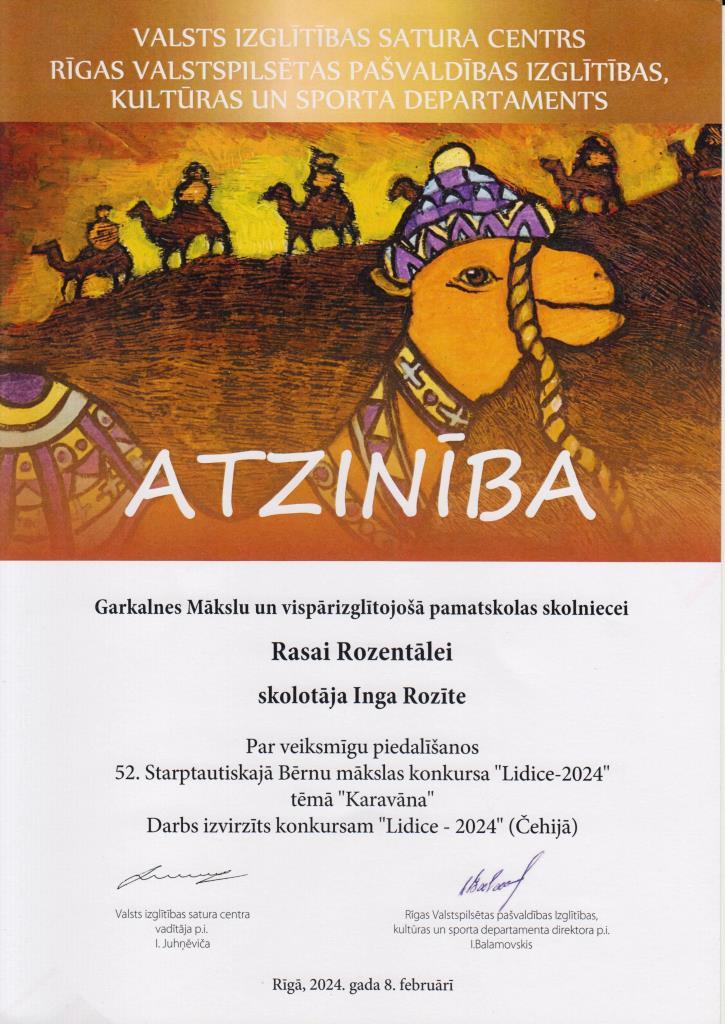 VALSTS IZGLĪTĪBAS SATURA CENTRS
RĪGAS VALSTSPILSĒTAS PAŠVALDĪBAS IZGLĪTĪBAS,
KULTŪRAS UN SPORTA DEPARTAMENTS
ATZINĪBA
Garkalnes Mākslu un vispārizglītojošā pamatskolas skolniecei
Rasai Rozentālei
skolotāja Inga Rozīte
Par veiksmīgu piedalīšanos
52. Starptautiskajā Bērnu mākslas konkursa "Lidice-2024"
tēmā "Karavāna"
Darbs izvirzīts konkursam "Lidice - 2024" (Čehijā)
Valsts izglītības satura centra
vadītāja p.i.
I. Juhņēviča
Rīgas Valstspilsētas pašvaldības Izglītības,
kultūras un sporta departamenta direktora p.i.
I.Balamovskis
Rīgā, 2024. gada 8. februārī